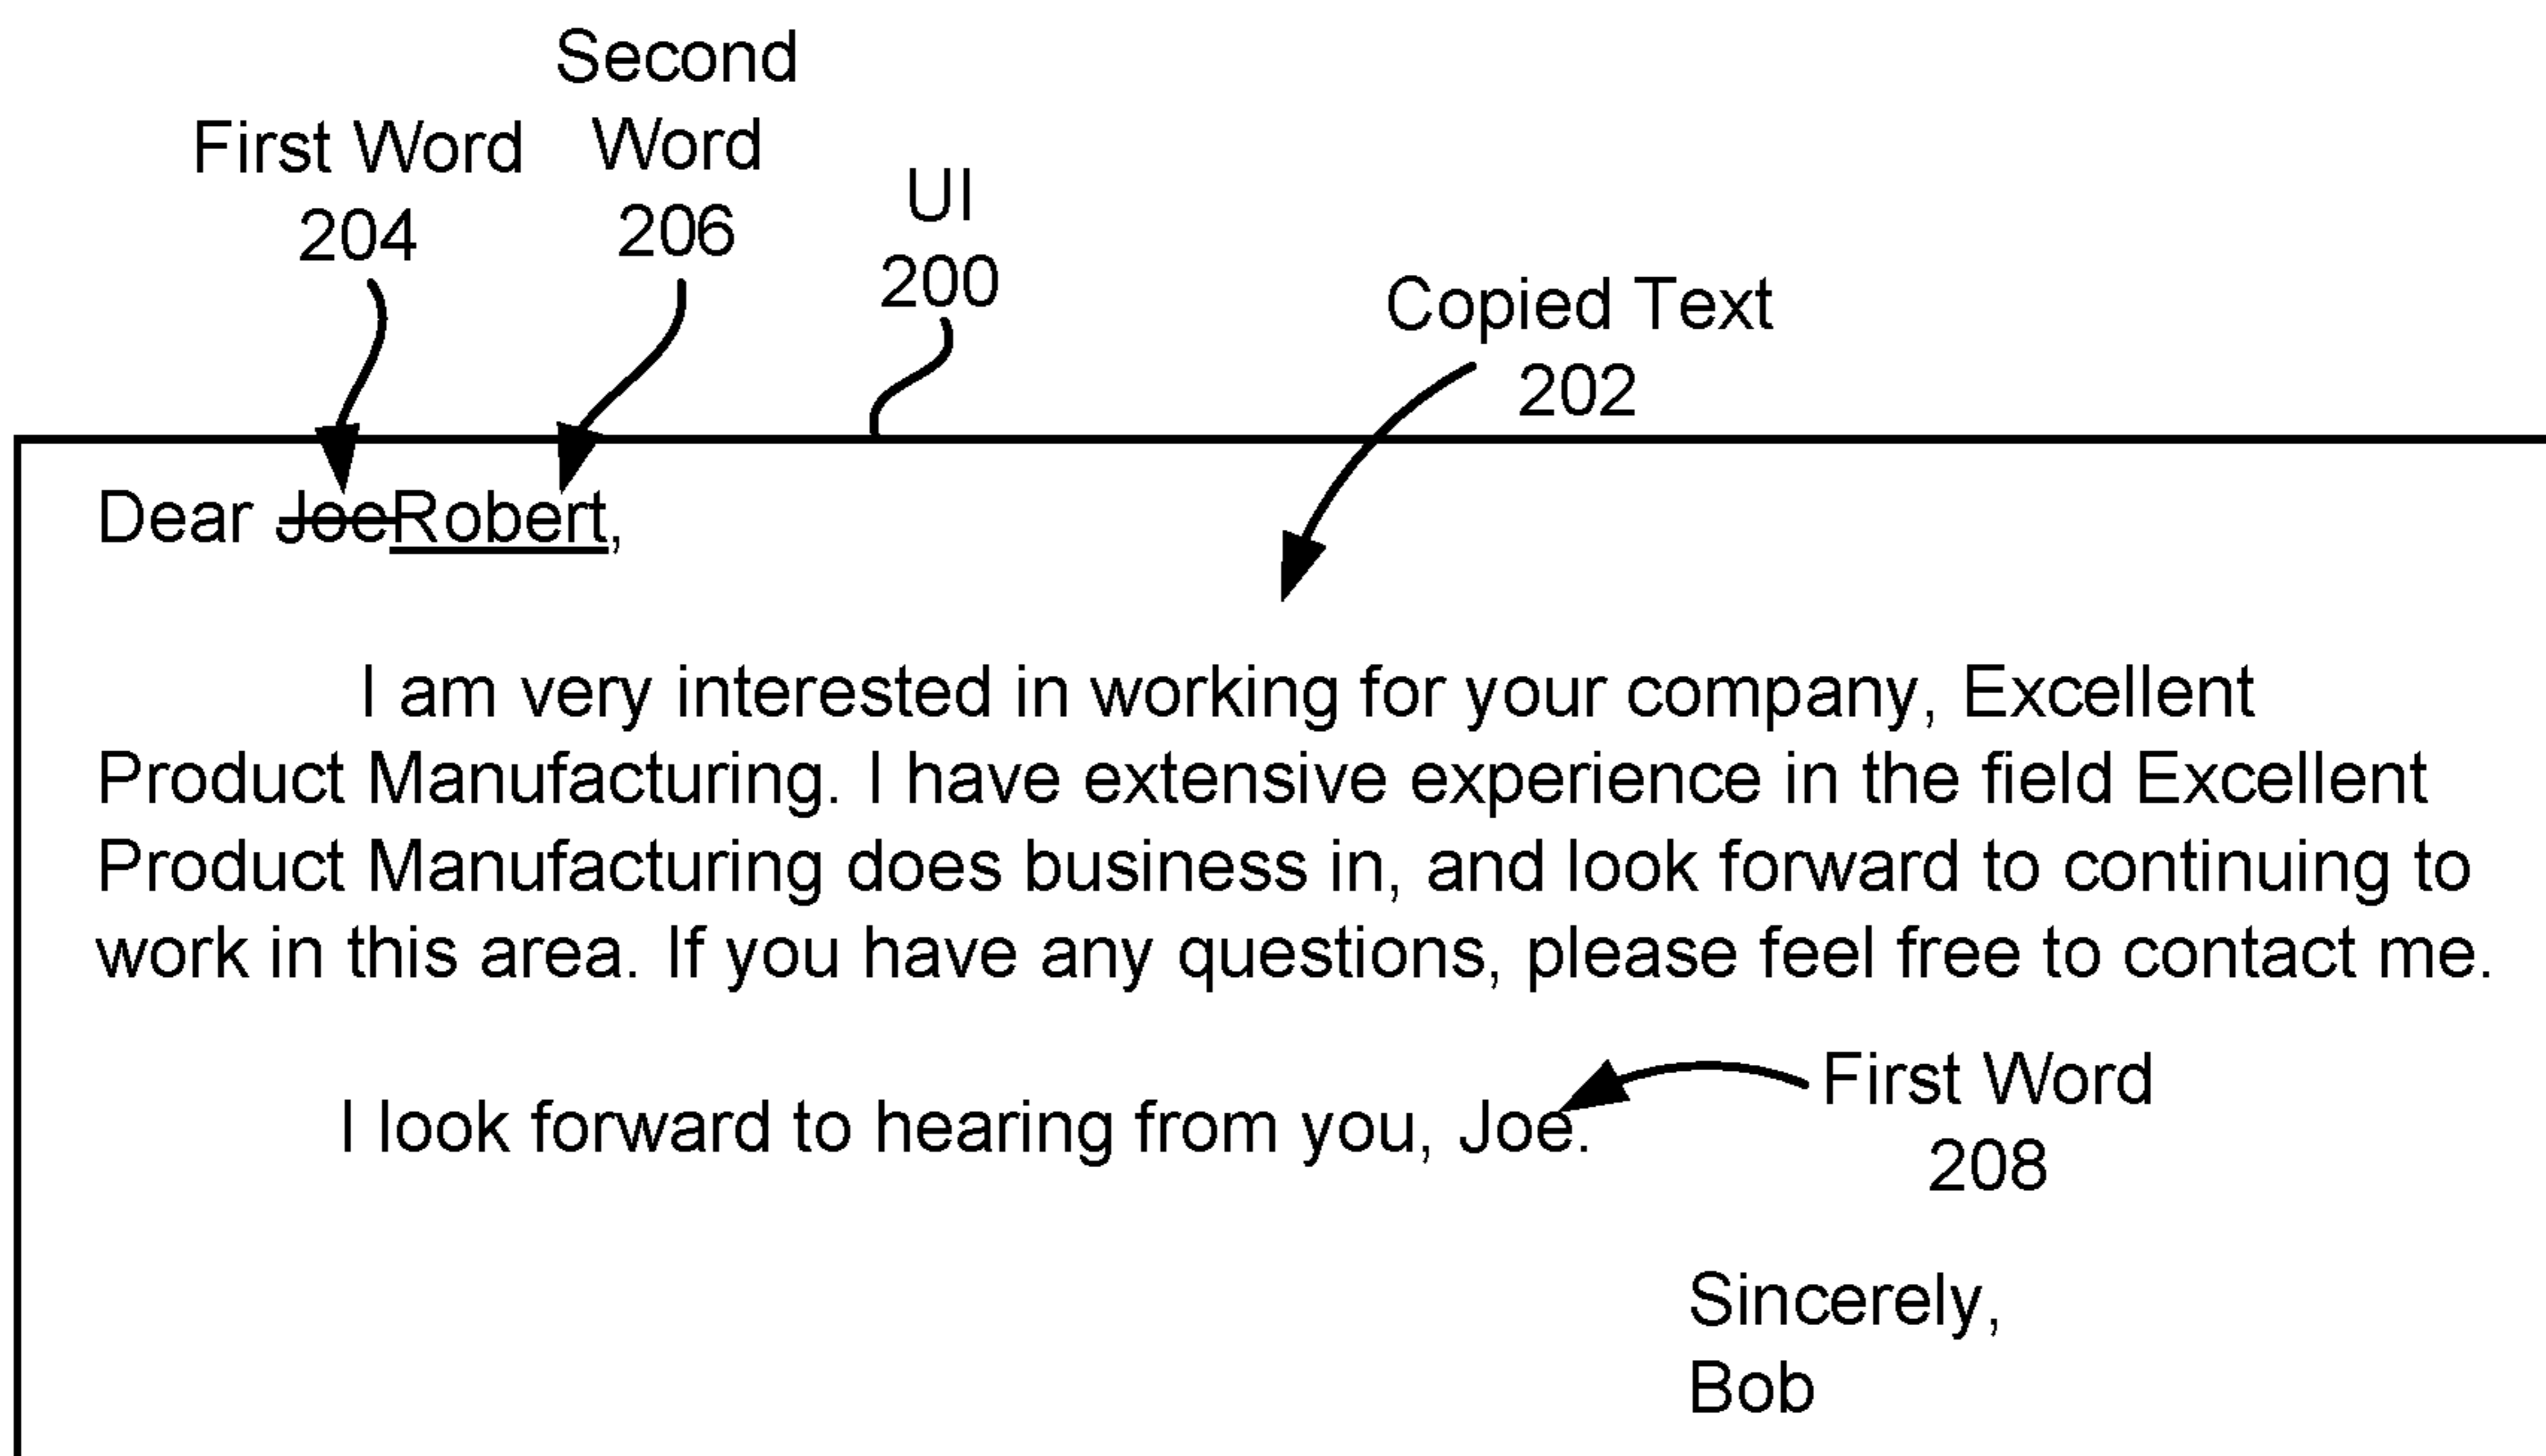 Second
First Word Word
204 206 UI
200
Copied Text
202
Dear JoeRobert,
I am very interested in working for your company, Excellent
Product Manufacturing. I have extensive experience in the field Excellent
Product Manufacturing does business in, and look forward to continuing to
work in this area. If you have any questions, please feel free to contact me.
First Word
208
I look forward to hearing from you, Joe.
Sincerely,
Bob